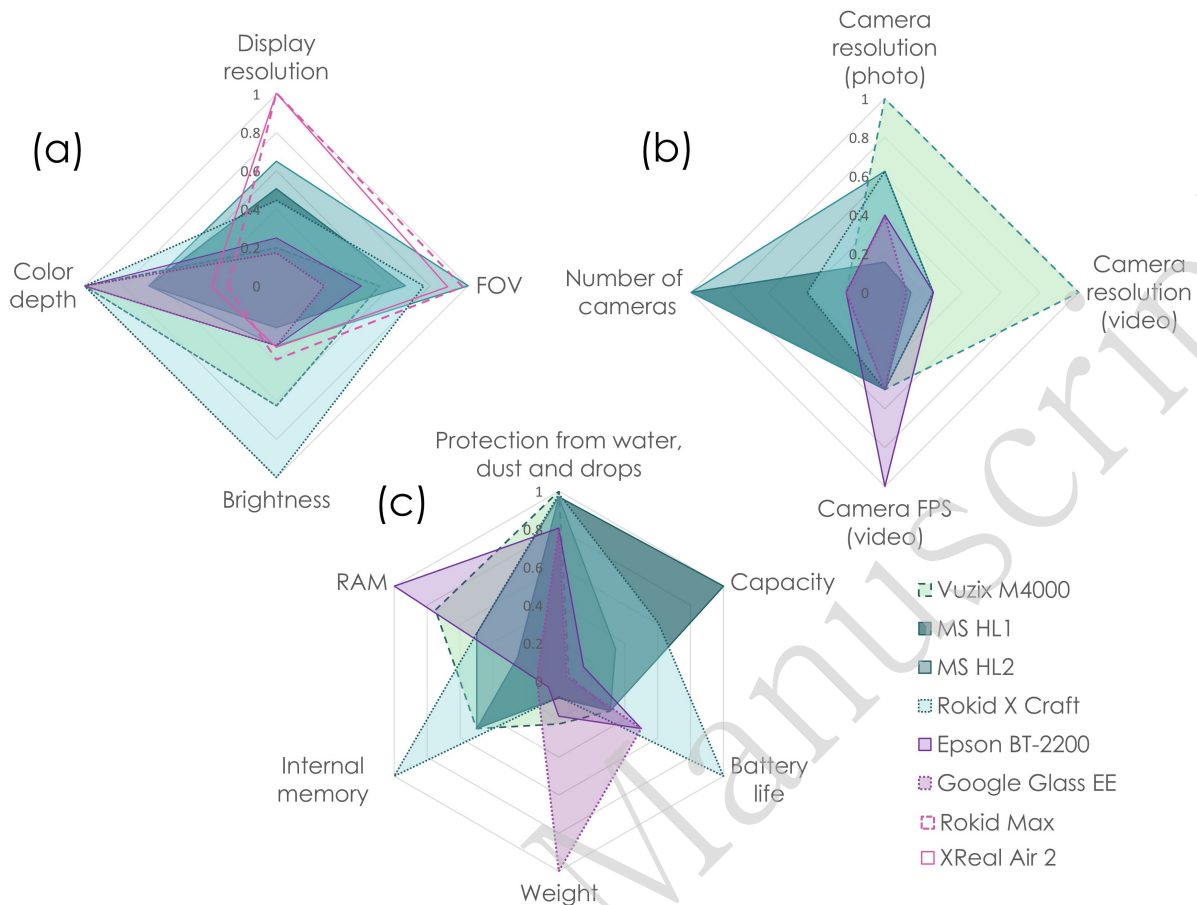 (a)
Display
resolution
1
0.8
0.6
0.4
0.2
0
Color
depth
FOV
Brightness
(b)
Camera
resolution
(photo)
1
0.8
0.6
0.4
0.2
0
Number of
cameras
Camera
resolution
(video)
Camera FPS
(video)
(c)
Protection from water,
dust and drops
1
0.8
0.6
0.4
0.2
0
RAM
Capacity
Internal
memory
Battery
life
Weight
Vuzix M4000
MS HL1
MS HL2
Rokid X Craft
Epson BT-2200
Google Glass EE
Rokid Max
XReal Air 2
Manuscrip